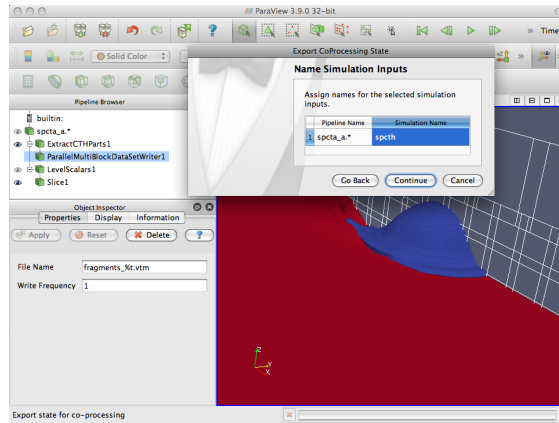 ParaView 3.9.0 32-bit
Solid Color
Time
Export CoProcessing State
Name Simulation Inputs
Assign names for the selected simulation
inputs.
Pipeline Name Simulation Name
1 spcta_a.* spcth
Go Back Continue Cancel
Pipeline Browser
builtin:
spcta_a.*
ExtractCTHParts1
ParallelMultiBlockDataSetWriter1
LevelScalars1
Slice1
Object Inspector
Properties Display Information
Apply Reset Delete ?
File Name fragments_%t.vtm
Write Frequency 1
Z
Y
X
Export state for co-processing